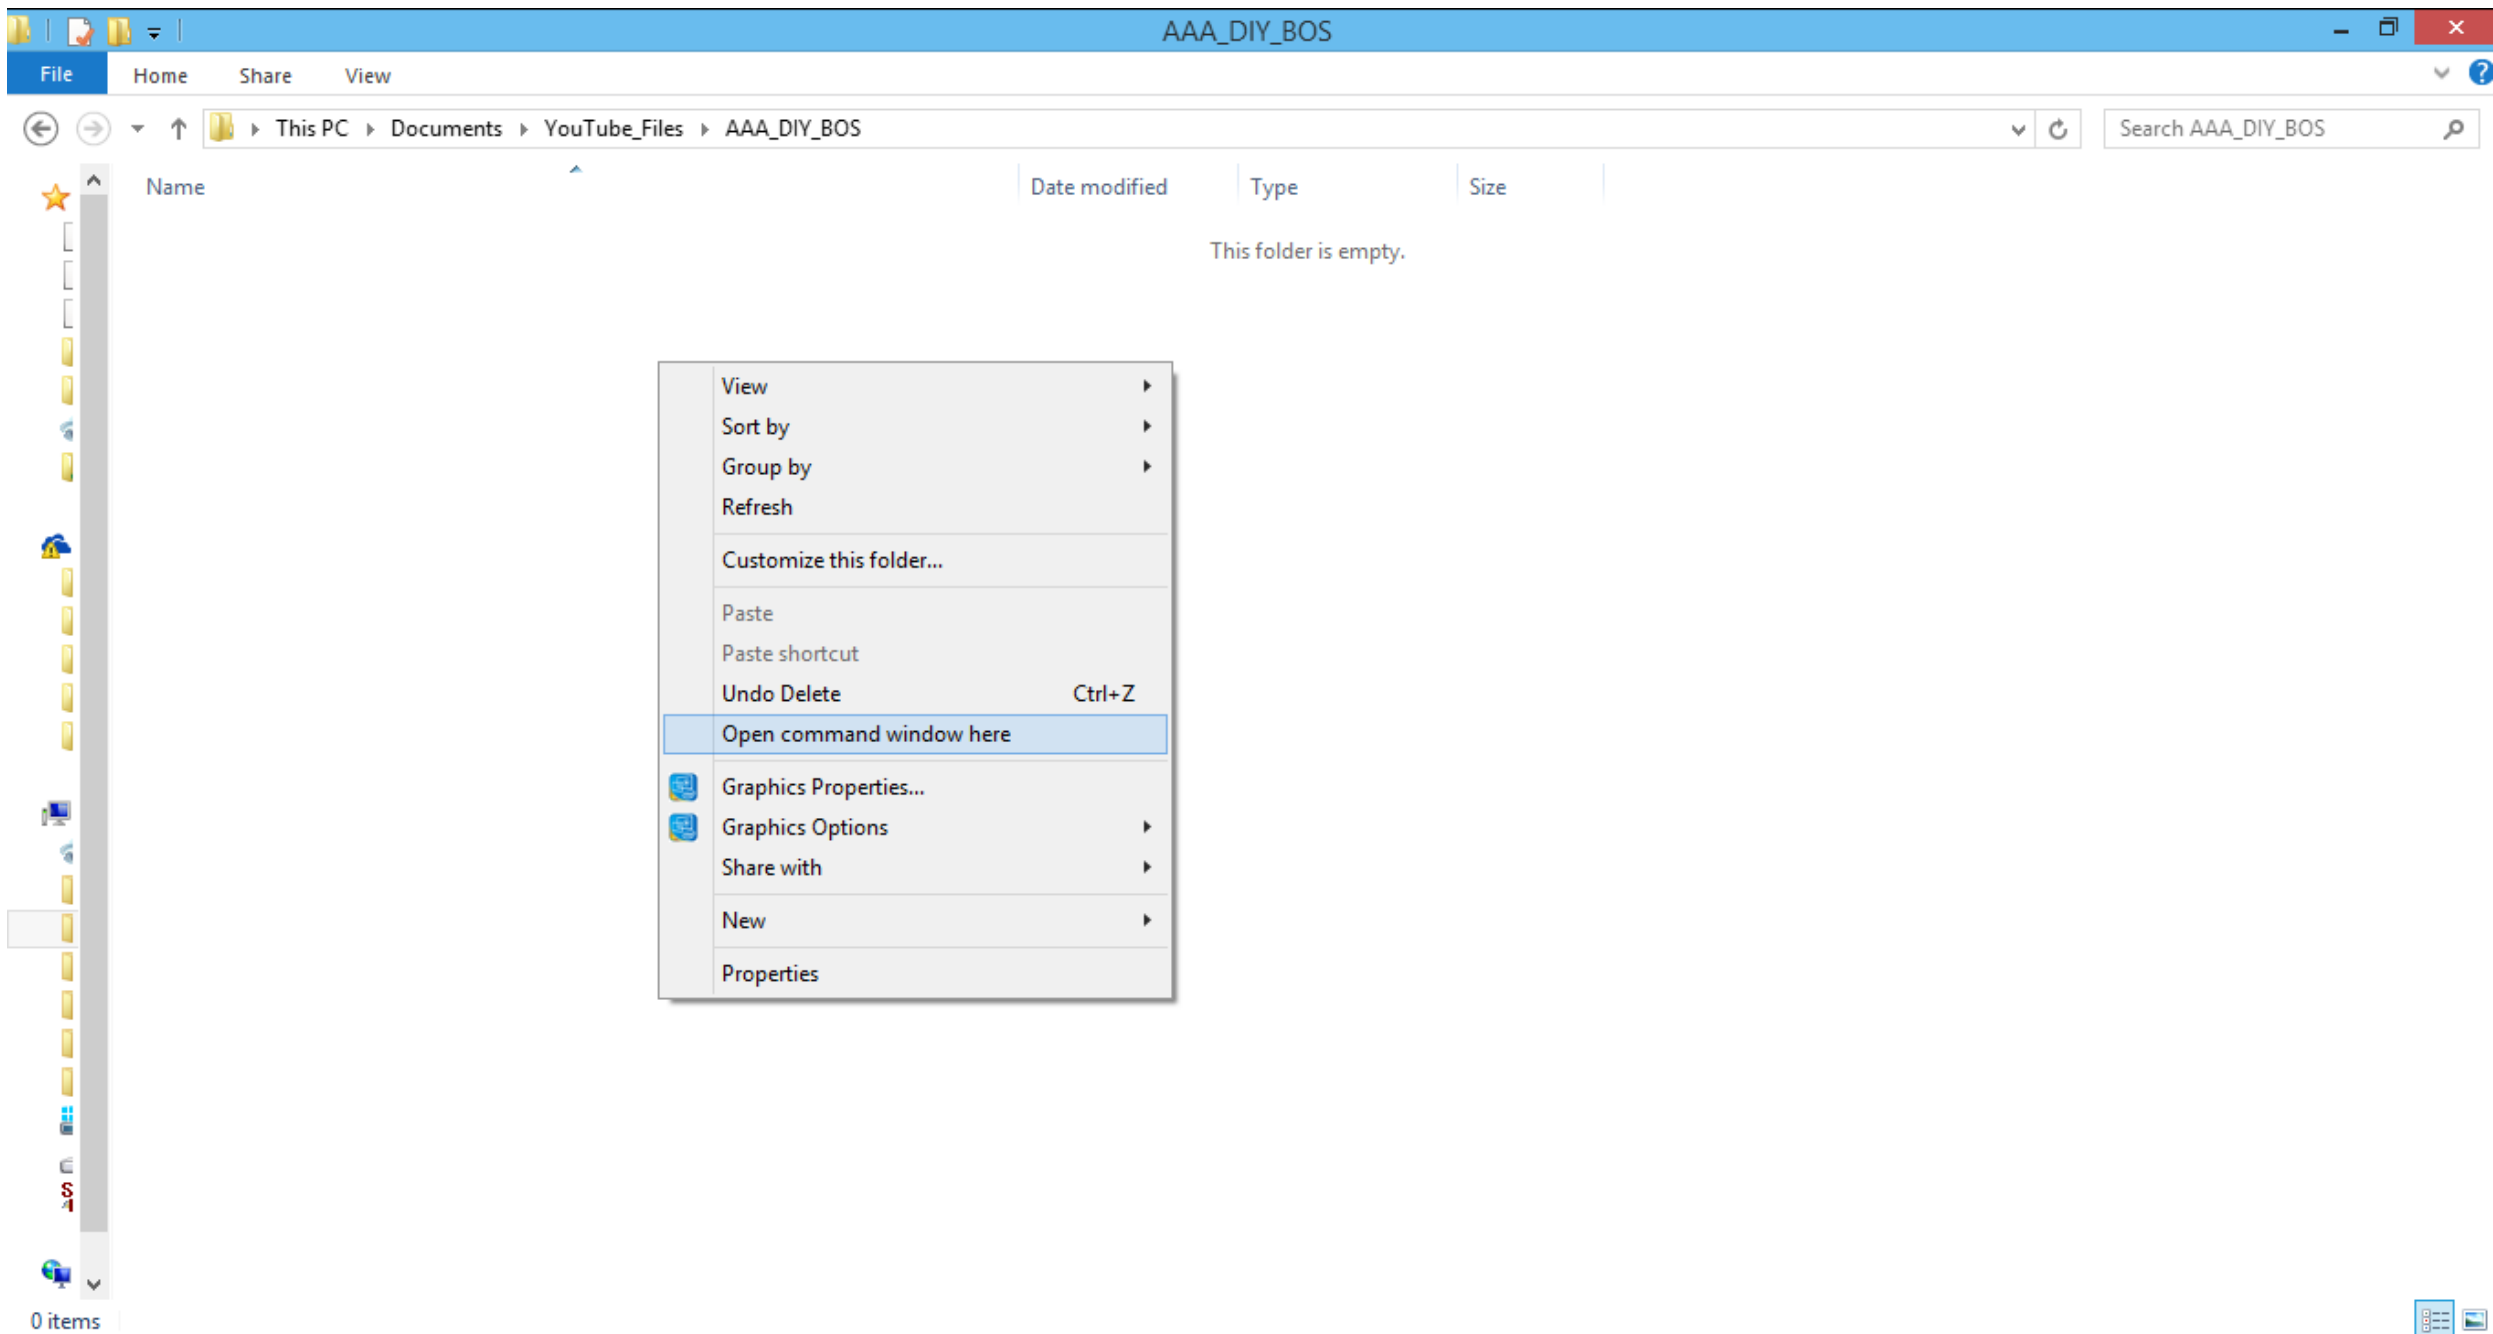 AAA_DIY_BOS
File Home Share View
This PC Documents YouTube_Files AAA_DIY_BOS Search AAA_DIY_BOS
Name Date modified Type Size
This folder is empty.
View
Sort by
Group by
Refresh
Customize this folder...
Paste
Paste shortcut
Undo Delete Ctrl+Z
Open command window here
Graphics Properties...
Graphics Options
Share with
New
Properties
0 items